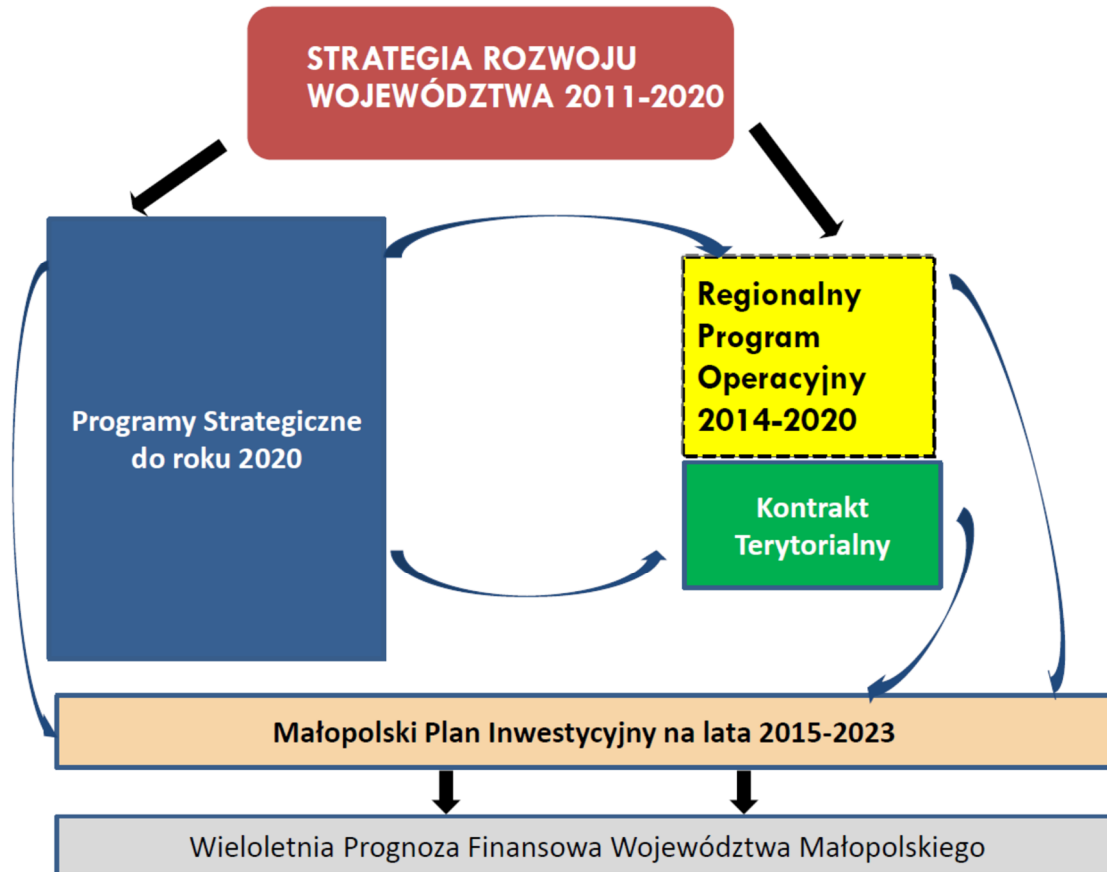 STRATEGIA ROZWOJU
WOJEWÓDZTWA 2011-2020
Programy Strategiczne
do roku 2020
Regionalny
Program
Operacyjny
2014-2020
Kontrakt
Terytorialny
Małopolski Plan Inwestycyjny na lata 2015-2023
Wieloletnia Prognoza Finansowa Województwa Małopolskiego